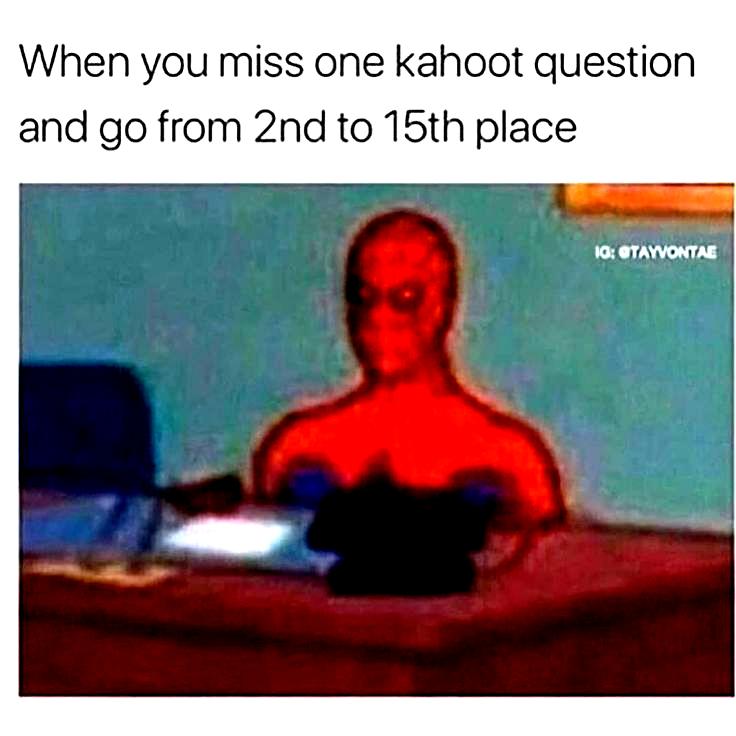 When you miss one kahoot question
and go from 2nd to 15th place
IG: @TAYVONTAE